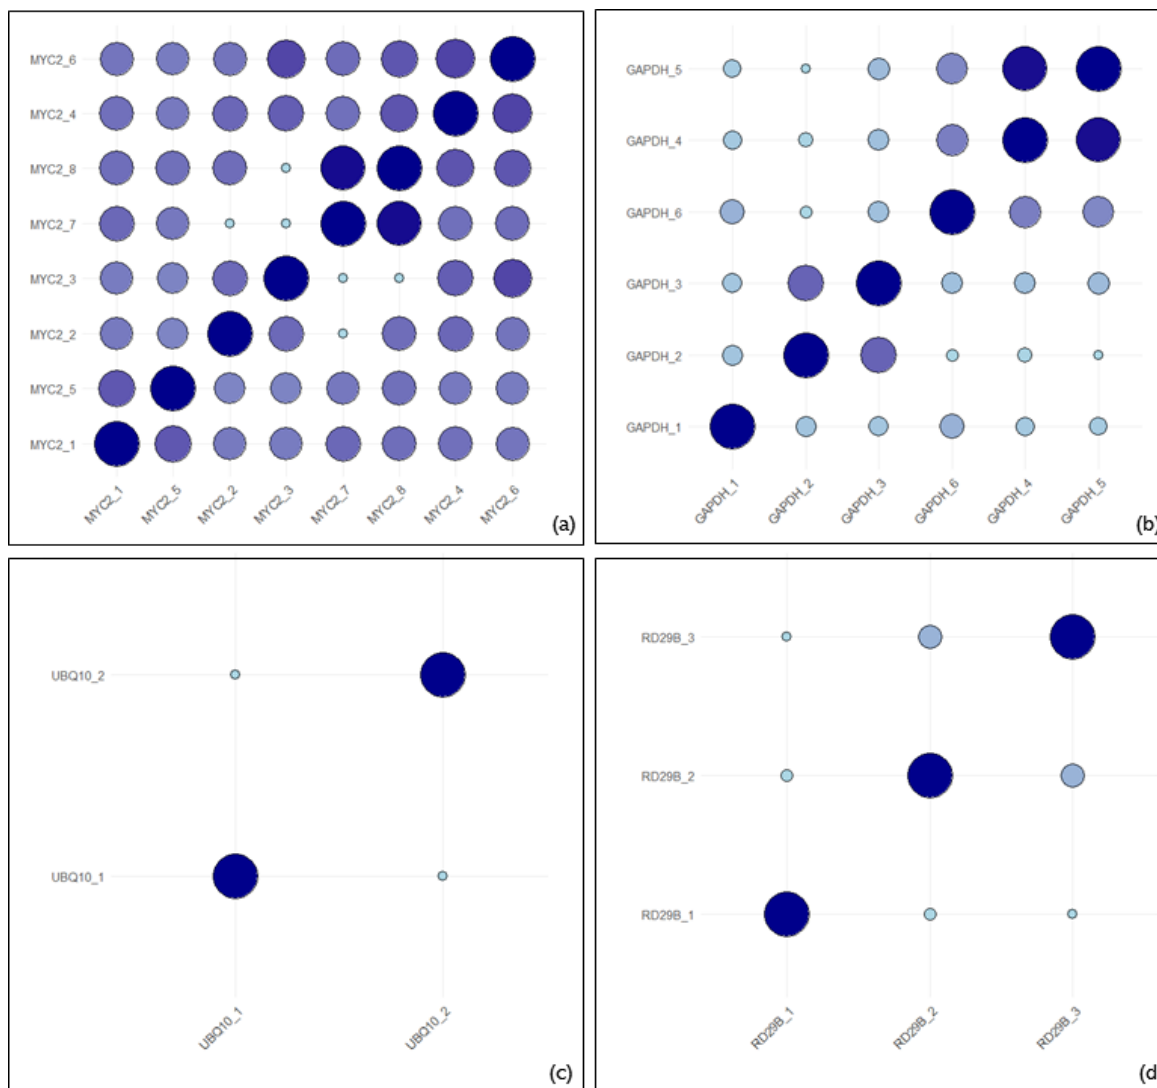 MYC2_6
MYC2_4
MYC2_8
MYC2_7
MYC2_3
MYC2_2
MYC2_5
MYC2_1
MYC2_1 MYC2_5 MYC2_2 MYC2_3 MYC2_7 MYC2_8 MYC2_4 MYC2_6
(a)
GAPDH_5
GAPDH_4
GAPDH_6
GAPDH_3
GAPDH_2
GAPDH_1
GAPDH_1 GAPDH_2 GAPDH_3 GAPDH_6 GAPDH_4 GAPDH_5
(b)
UBQ10_2
UBQ10_1
UBQ10_1 UBQ10_2
(c)
RD29B_3
RD29B_2
RD29B_1
RD29B_1 RD29B_2 RD29B_3
(d